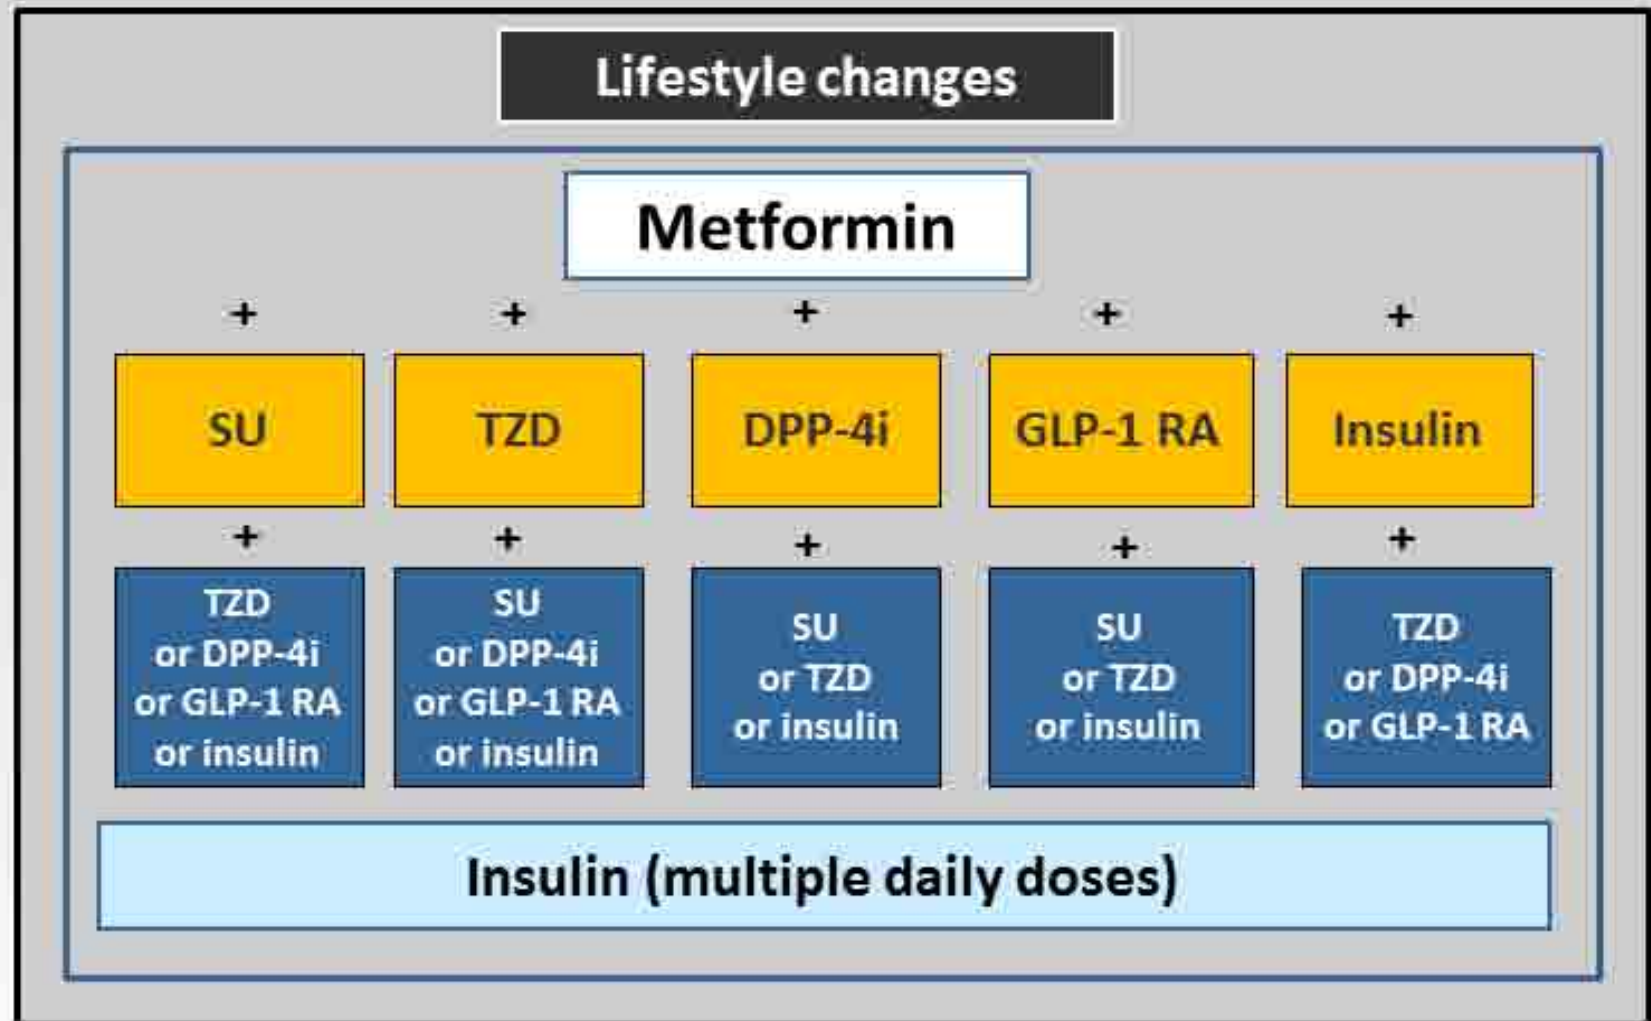 Lifestyle changes
Metformin
+ + + + +
SU TZD DPP-4i GLP-1 RA Insulin
+ + + + +
TZD
or DPP-4i
or GLP-1 RA
or insulin
SU
or DPP-4i
or GLP-1 RA
or insulin
SU
or TZD
or insulin
SU
or TZD
or insulin
TZD
or DPP-4i
or GLP-1 RA
Insulin (multiple daily doses)